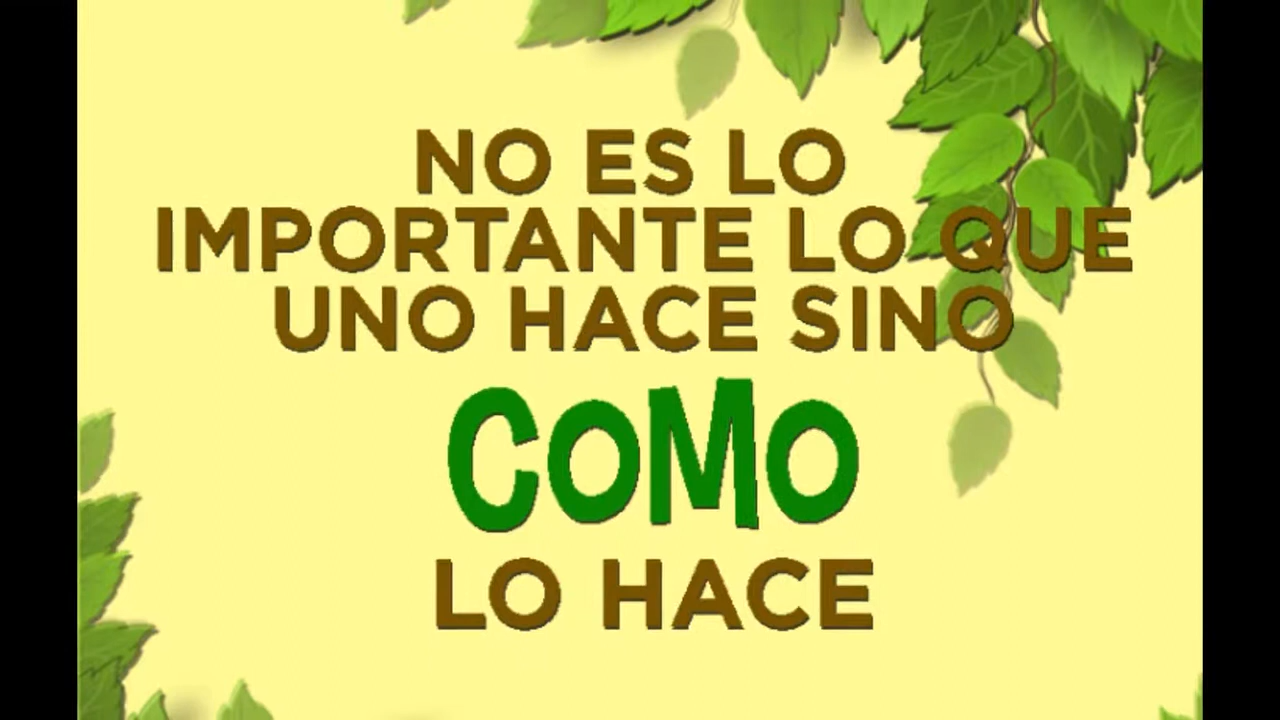 NO ES LO
IMPORTANTE LO QUE
UNO HACE SINO
COMO
LO HACE